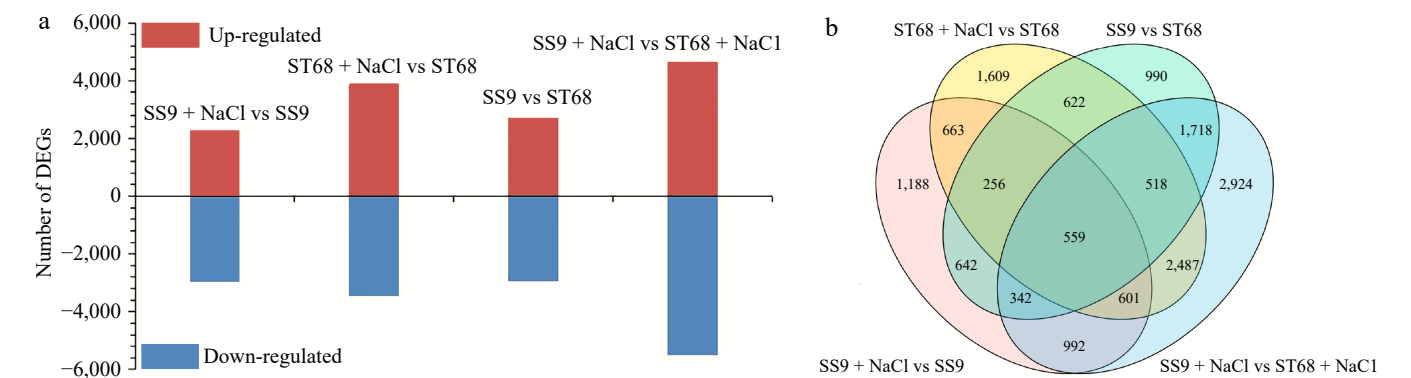 a
6,000
4,000
2,000
0
−2,000
−4,000
−6,000
Number of DEGs
Up-regulated
Down-regulated
SS9 + NaCl vs SS9
ST68 + NaCl vs ST68
SS9 vs ST68
SS9 + NaCl vs ST68 + NaC1
b
ST68 + NaCl vs ST68
SS9 vs ST68
1,609
990
622
663
1,718
1,188
256
518
2,924
559
642
2,487
342
601
992
SS9 + NaCl vs SS9
SS9 + NaCl vs ST68 + NaC1